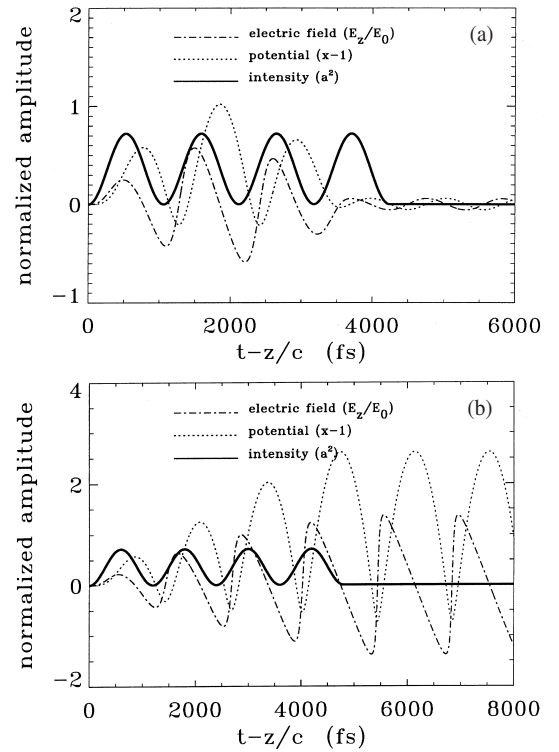 2
1
0
−1
normalized amplitude
electric field (E_z/E_0)
potential (x−1)
intensity (a²)
(a)
0 2000 4000 6000
t−z/c (fs)
4
2
0
−2
normalized amplitude
electric field (E_z/E_0)
potential (x−1)
intensity (a²)
(b)
0 2000 4000 6000 8000
t−z/c (fs)